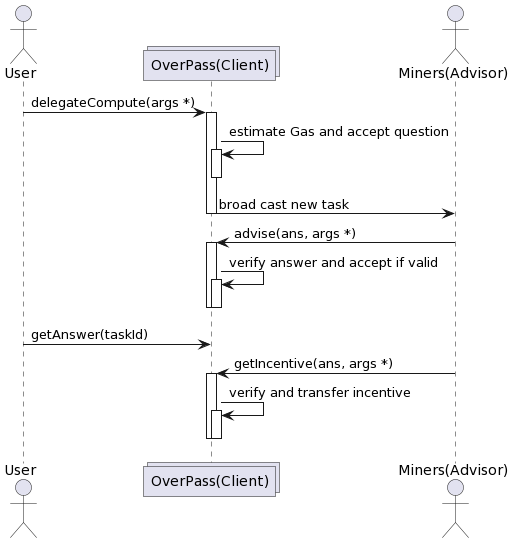 User
OverPass(Client)
Miners(Advisor)
delegateCompute(args *)
estimate Gas and accept question
broad cast new task
advise(ans, args *)
verify answer and accept if valid
getAnswer(taskId)
getIncentive(ans, args *)
verify and transfer incentive
User
OverPass(Client)
Miners(Advisor)